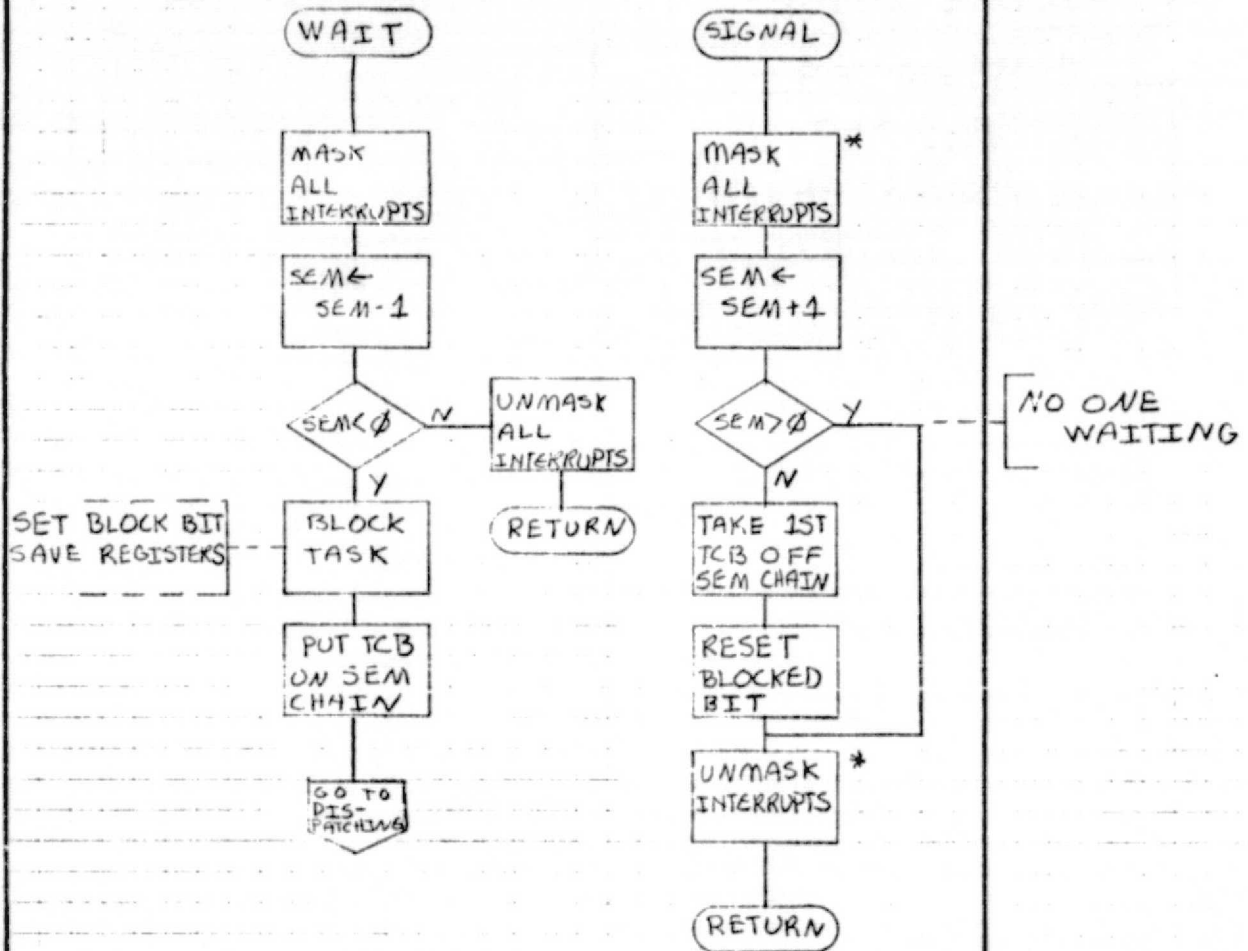 WAIT
MASK
ALL
INTERRUPTS
SEM←
SEM-1
SEM<∅
N
UNMASK
ALL
INTERRUPTS
RETURN
Y
SET BLOCK BIT
SAVE REGISTERS
BLOCK
TASK
PUT TCB
ON SEM
CHAIN
GO TO
DIS-
PATCHING
SIGNAL
MASK *
ALL
INTERRUPTS
SEM←
SEM+1
SEM>∅
Y
NO ONE
WAITING
N
TAKE 1ST
TCB OFF
SEM CHAIN
RESET
BLOCKED
BIT
UNMASK *
INTERRUPTS
RETURN